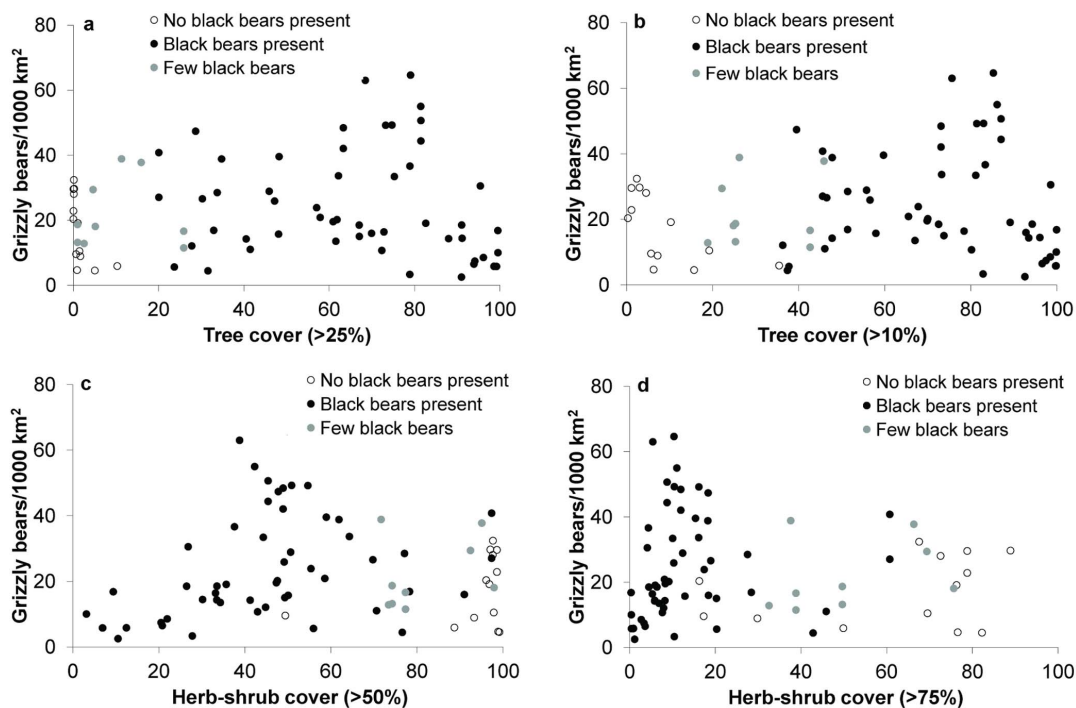 a
No black bears present
Black bears present
Few black bears
Grizzly bears/1000 km²
80
60
40
20
0
0 20 40 60 80 100
Tree cover (>25%)
b
No black bears present
Black bears present
Few black bears
Grizzly bears/1000 km²
80
60
40
20
0
0 20 40 60 80 100
Tree cover (>10%)
c
No black bears present
Black bears present
Few black bears
Grizzly bears/1000 km²
80
60
40
20
0
0 20 40 60 80 100
Herb-shrub cover (>50%)
d
No black bears present
Black bears present
Few black bears
Grizzly bears/1000 km²
80
60
40
20
0
0 20 40 60 80 100
Herb-shrub cover (>75%)